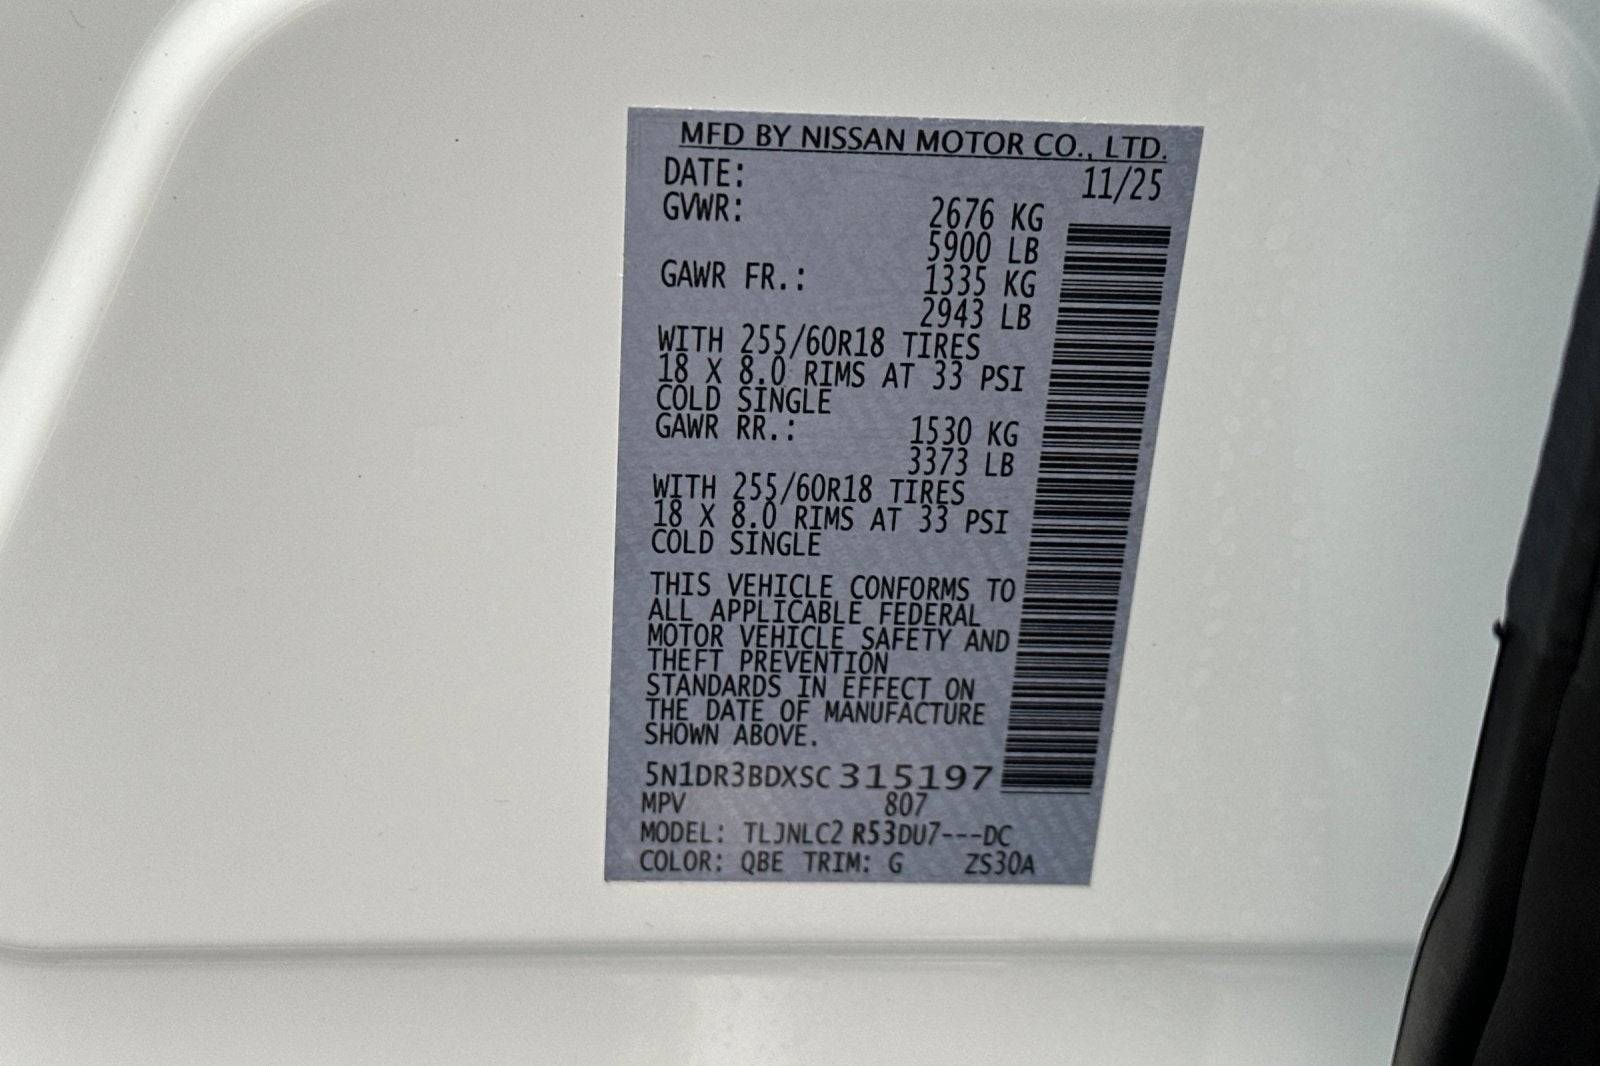 MFD BY NISSAN MOTOR CO., LTD.
DATE: 11/25
GVWR: 2676 KG
5900 LB
GAWR FR.: 1335 KG
2943 LB
WITH 255/60R18 TIRES
18 X 8.0 RIMS AT 33 PSI
COLD SINGLE
GAWR RR.: 1530 KG
3373 LB
WITH 255/60R18 TIRES
18 X 8.0 RIMS AT 33 PSI
COLD SINGLE
THIS VEHICLE CONFORMS TO
ALL APPLICABLE FEDERAL
MOTOR VEHICLE SAFETY AND
THEFT PREVENTION
STANDARDS IN EFFECT ON
THE DATE OF MANUFACTURE
SHOWN ABOVE.
5N1DR3BDXSC315197
MPV 807
MODEL: TLJNLC2 R53DU7---DC
COLOR: QBE TRIM: G ZS30A